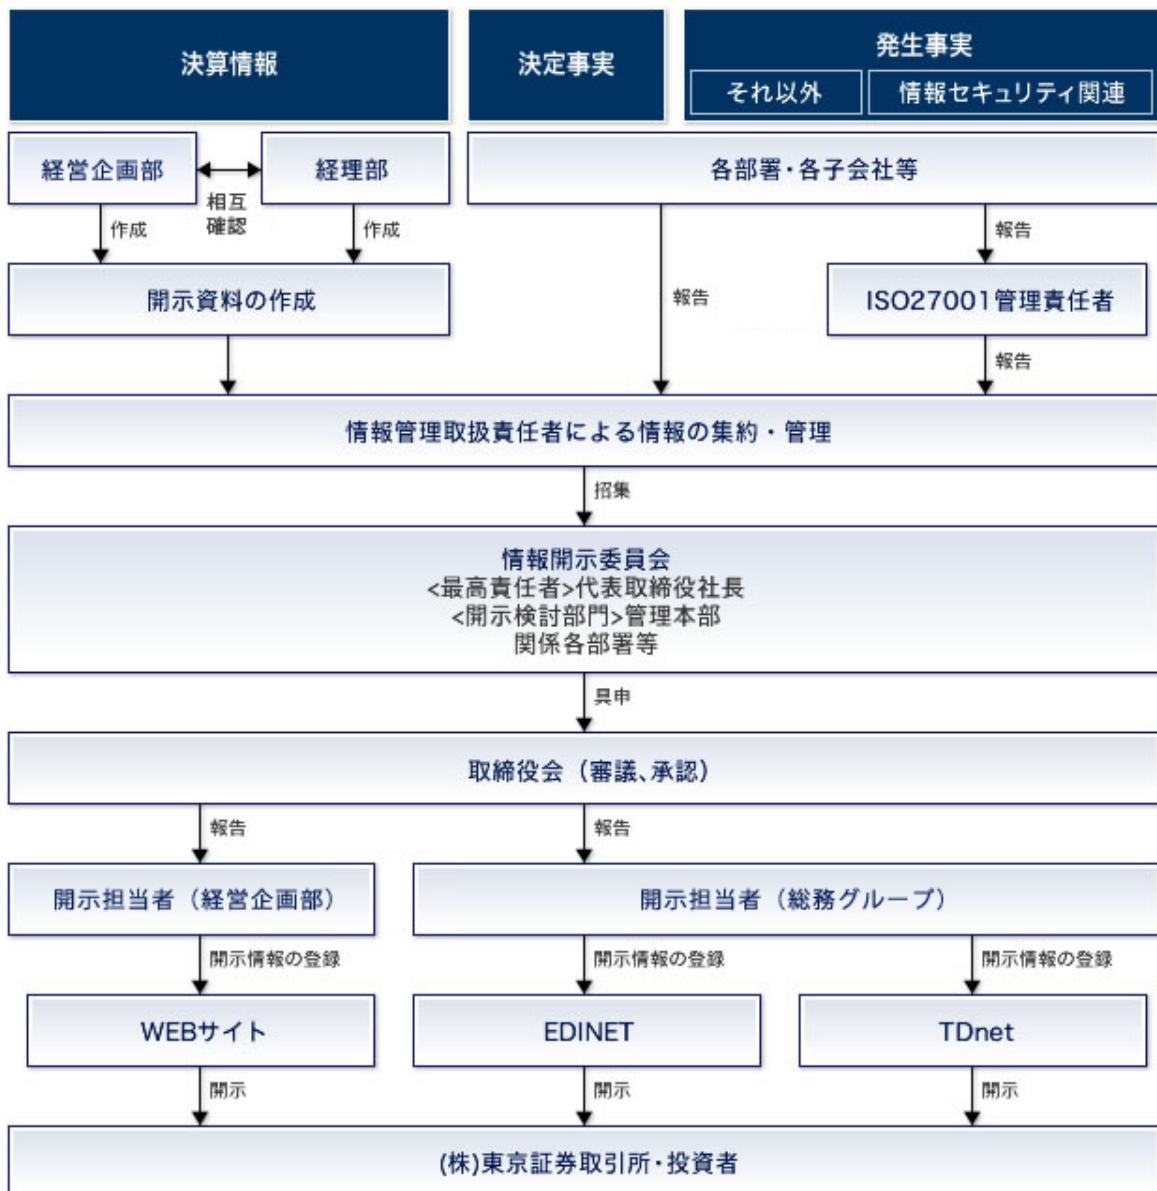 決算情報
決定事実
発生事実
それ以外
情報セキュリティ関連
経営企画部
相互
確認
経理部
各部署・各子会社等
作成
作成
報告
報告
開示資料の作成
ISO27001管理責任者
報告
情報管理取扱責任者による情報の集約・管理
招集
情報開示委員会
<最高責任者>代表取締役社長
<開示検討部門>管理本部
関係各部署等
具申
取締役会（審議、承認）
報告
報告
開示担当者（経営企画部）
開示担当者（総務グループ）
開示情報の登録
開示情報の登録
開示情報の登録
WEBサイト
EDINET
TDnet
開示
開示
開示
(株)東京証券取引所・投資者